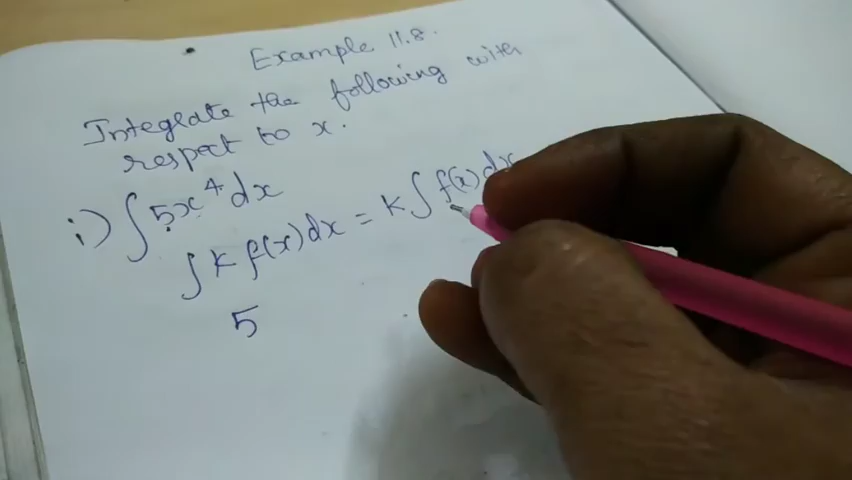 Example 11.8.
Integrate the following with
respect to x.
i) ∫ 5x⁴ dx
∫ k f(x) dx = k ∫ f(x) dx
5